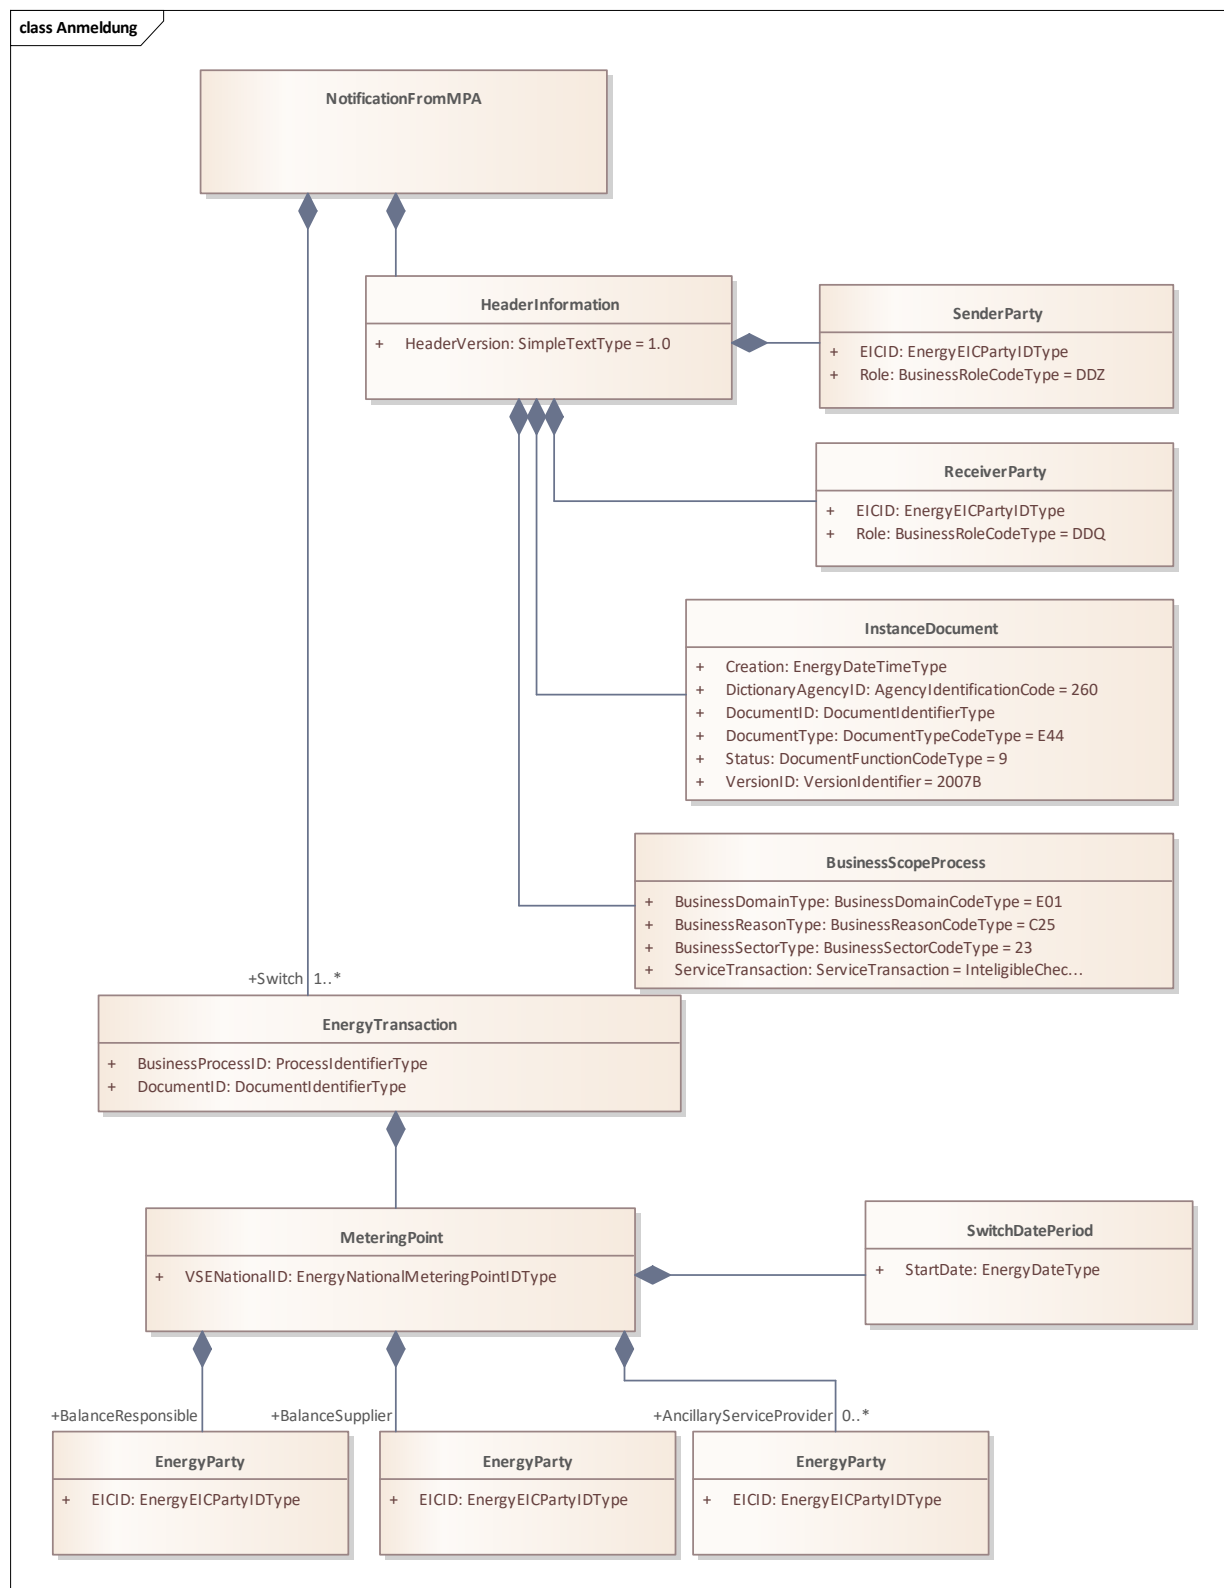 class Anmeldung
NotificationFromMPA
HeaderInformation
+ HeaderVersion: SimpleTextType = 1.0
SenderParty
+ EICID: EnergyEICPartyIDType
+ Role: BusinessRoleCodeType = DDZ
ReceiverParty
+ EICID: EnergyEICPartyIDType
+ Role: BusinessRoleCodeType = DDQ
InstanceDocument
+ Creation: EnergyDateTimeType
+ DictionaryAgencyID: AgencyIdentificationCode = 260
+ DocumentID: DocumentIdentifierType
+ DocumentType: DocumentTypeCodeType = E44
+ Status: DocumentFunctionCodeType = 9
+ VersionID: VersionIdentifier = 2007B
BusinessScopeProcess
+ BusinessDomainType: BusinessDomainCodeType = E01
+ BusinessReasonType: BusinessReasonCodeType = C25
+ BusinessSectorType: BusinessSectorCodeType = 23
+ ServiceTransaction: ServiceTransaction = InteligibleChec...
+Switch 1..*
EnergyTransaction
+ BusinessProcessID: ProcessIdentifierType
+ DocumentID: DocumentIdentifierType
MeteringPoint
+ VSENationalID: EnergyNationalMeteringPointIDType
SwitchDatePeriod
+ StartDate: EnergyDateType
+BalanceResponsible
+BalanceSupplier
+AncillaryServiceProvider 0..*
EnergyParty
+ EICID: EnergyEICPartyIDType
EnergyParty
+ EICID: EnergyEICPartyIDType
EnergyParty
+ EICID: EnergyEICPartyIDType